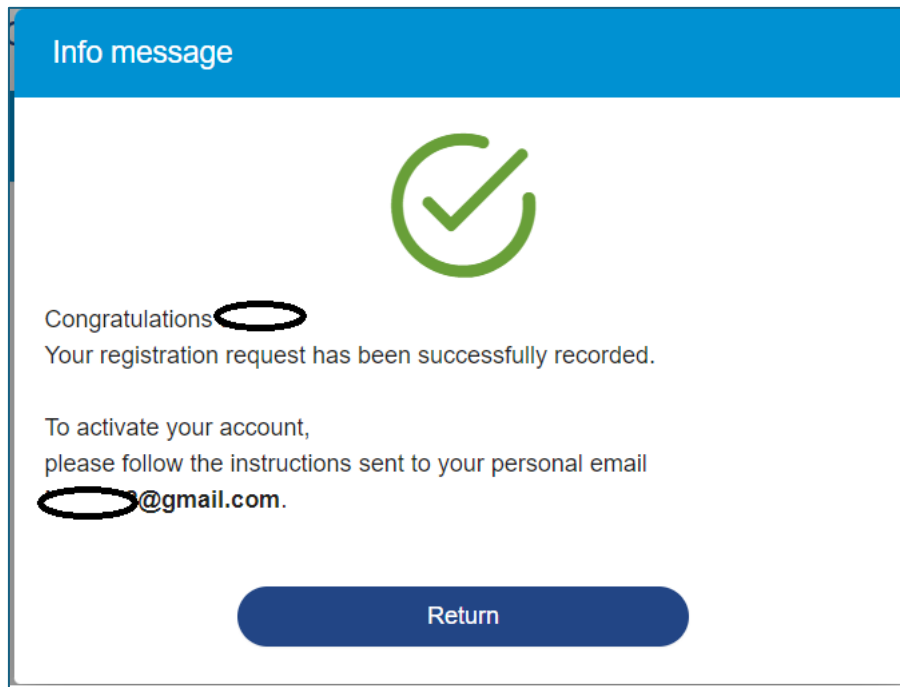 Info message
Congratulations
Your registration request has been successfully recorded.
To activate your account,
please follow the instructions sent to your personal email
@gmail.com.
Return